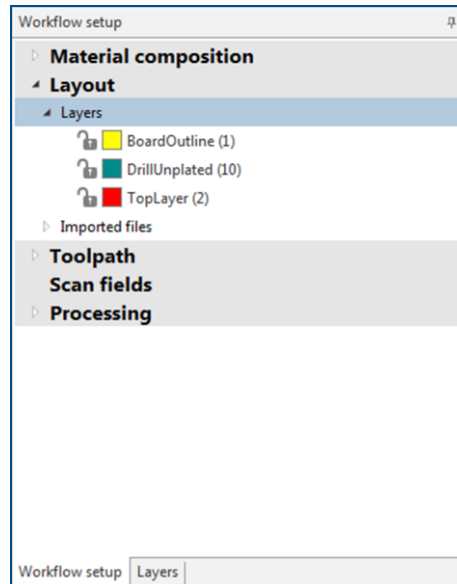 Workflow setup
Material composition
Layout
Layers
BoardOutline (1)
DrillUnplated (10)
TopLayer (2)
Imported files
Toolpath
Scan fields
Processing
Workflow setup Layers